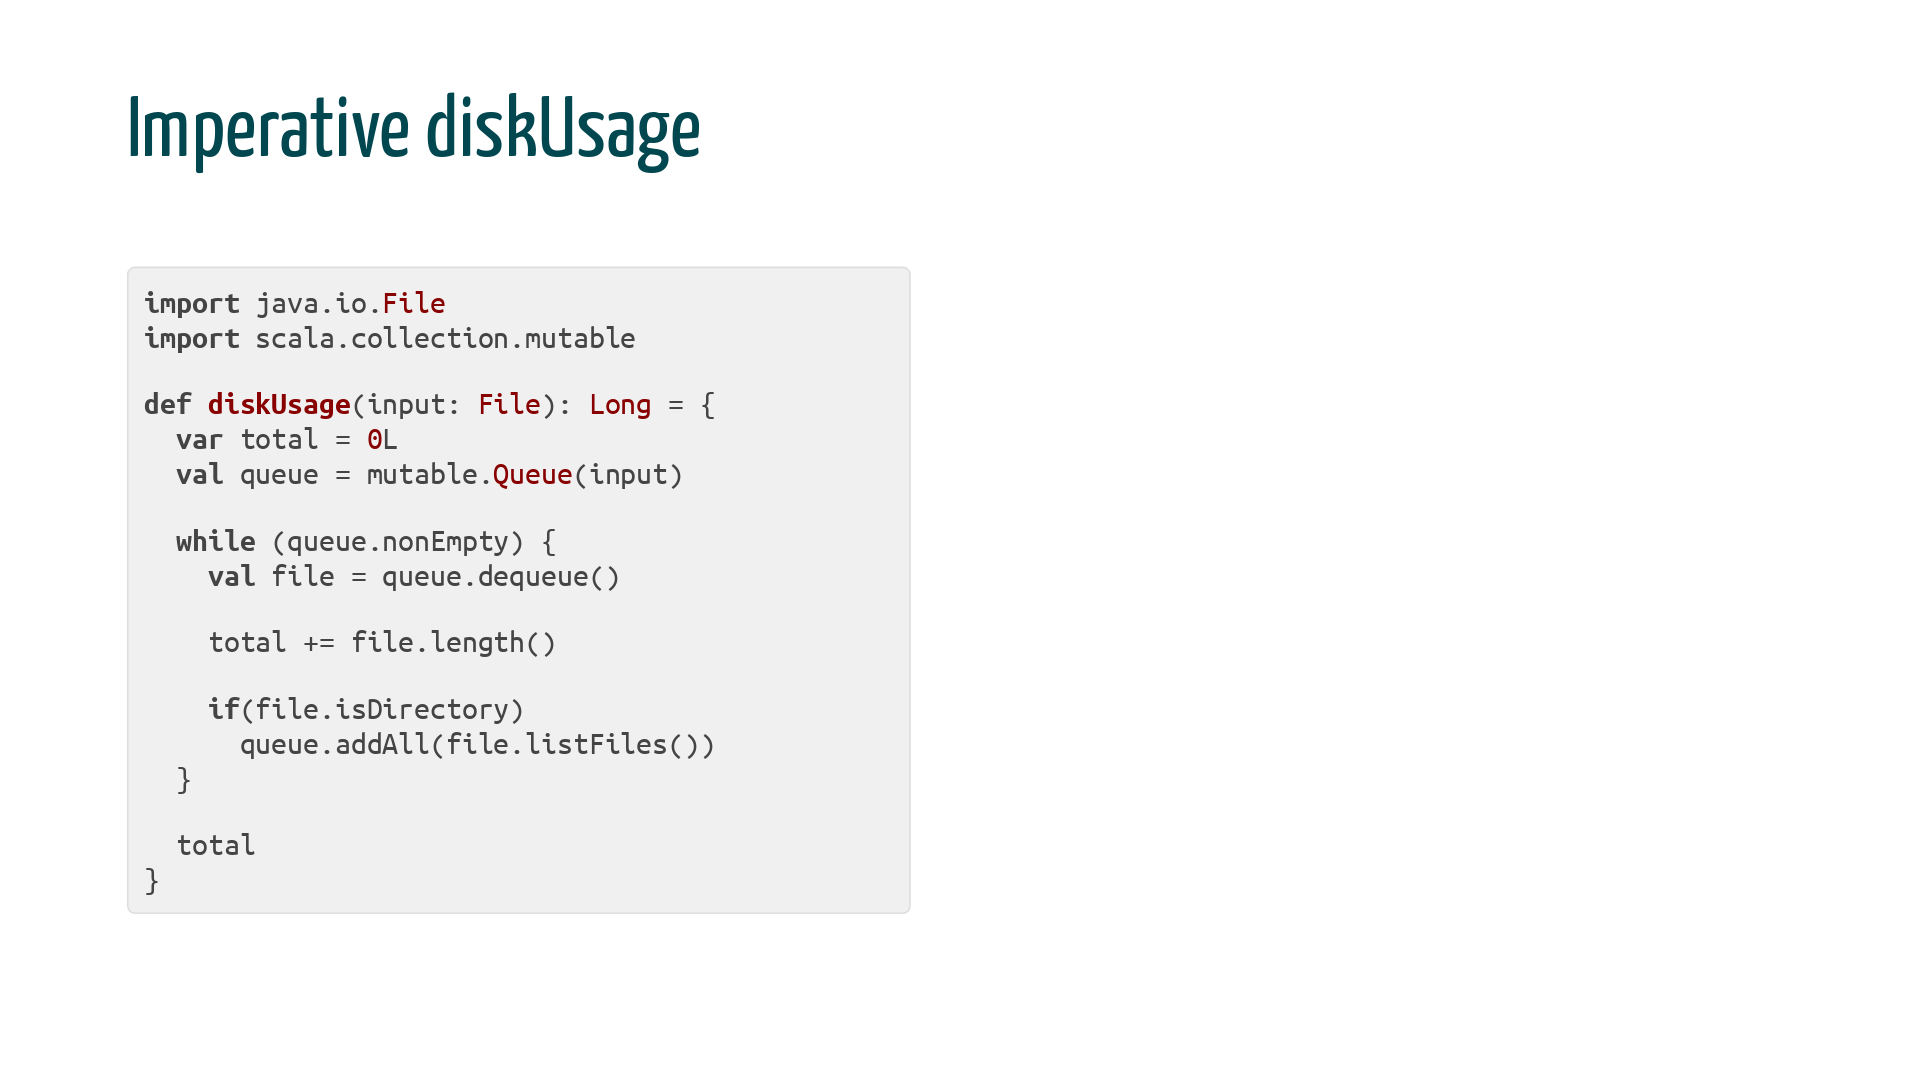 Imperative diskUsage
import java.io.File
import scala.collection.mutable
def diskUsage(input: File): Long = {
  var total = 0L
  val queue = mutable.Queue(input)
  while (queue.nonEmpty) {
    val file = queue.dequeue()
    total += file.length()
    if(file.isDirectory)
      queue.addAll(file.listFiles())
  }
  total
}